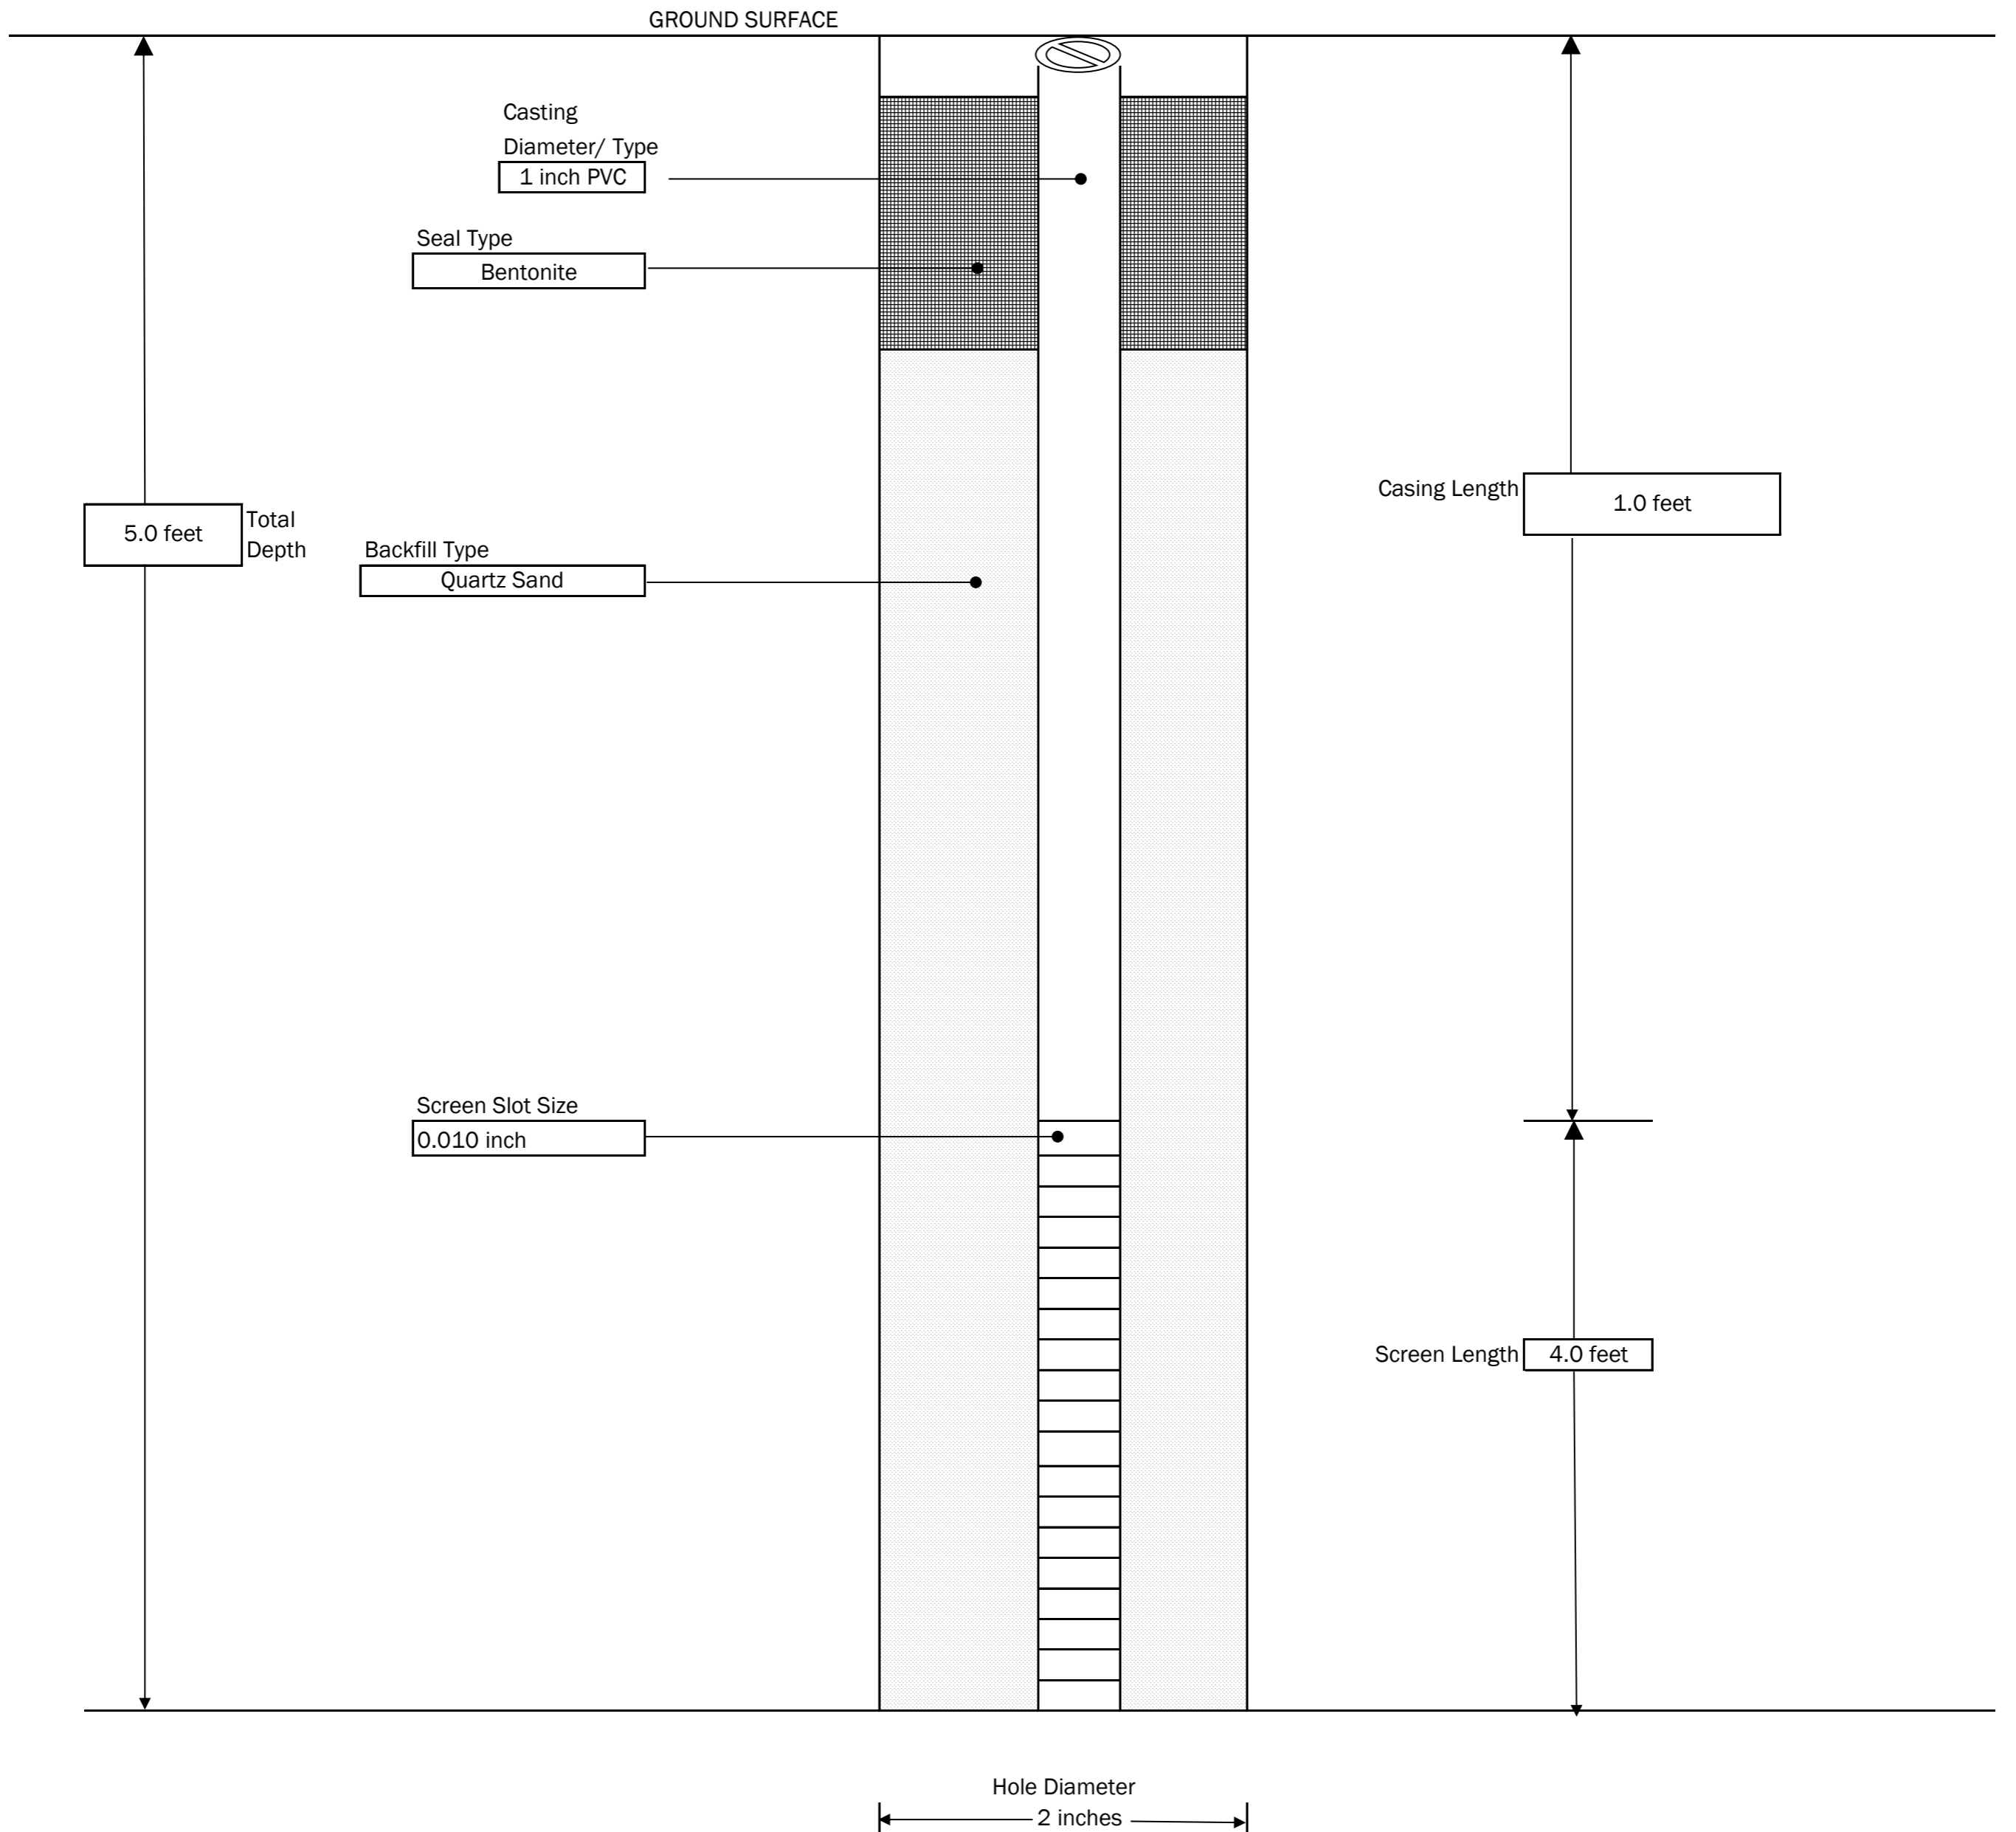 GROUND SURFACE
Casting
Diameter/ Type
1 inch PVC
Seal Type
Bentonite
Casing Length
1.0 feet
5.0 feet
Total
Depth
Backfill Type
Quartz Sand
Screen Slot Size
0.010 inch
Screen Length
4.0 feet
Hole Diameter
2 inches